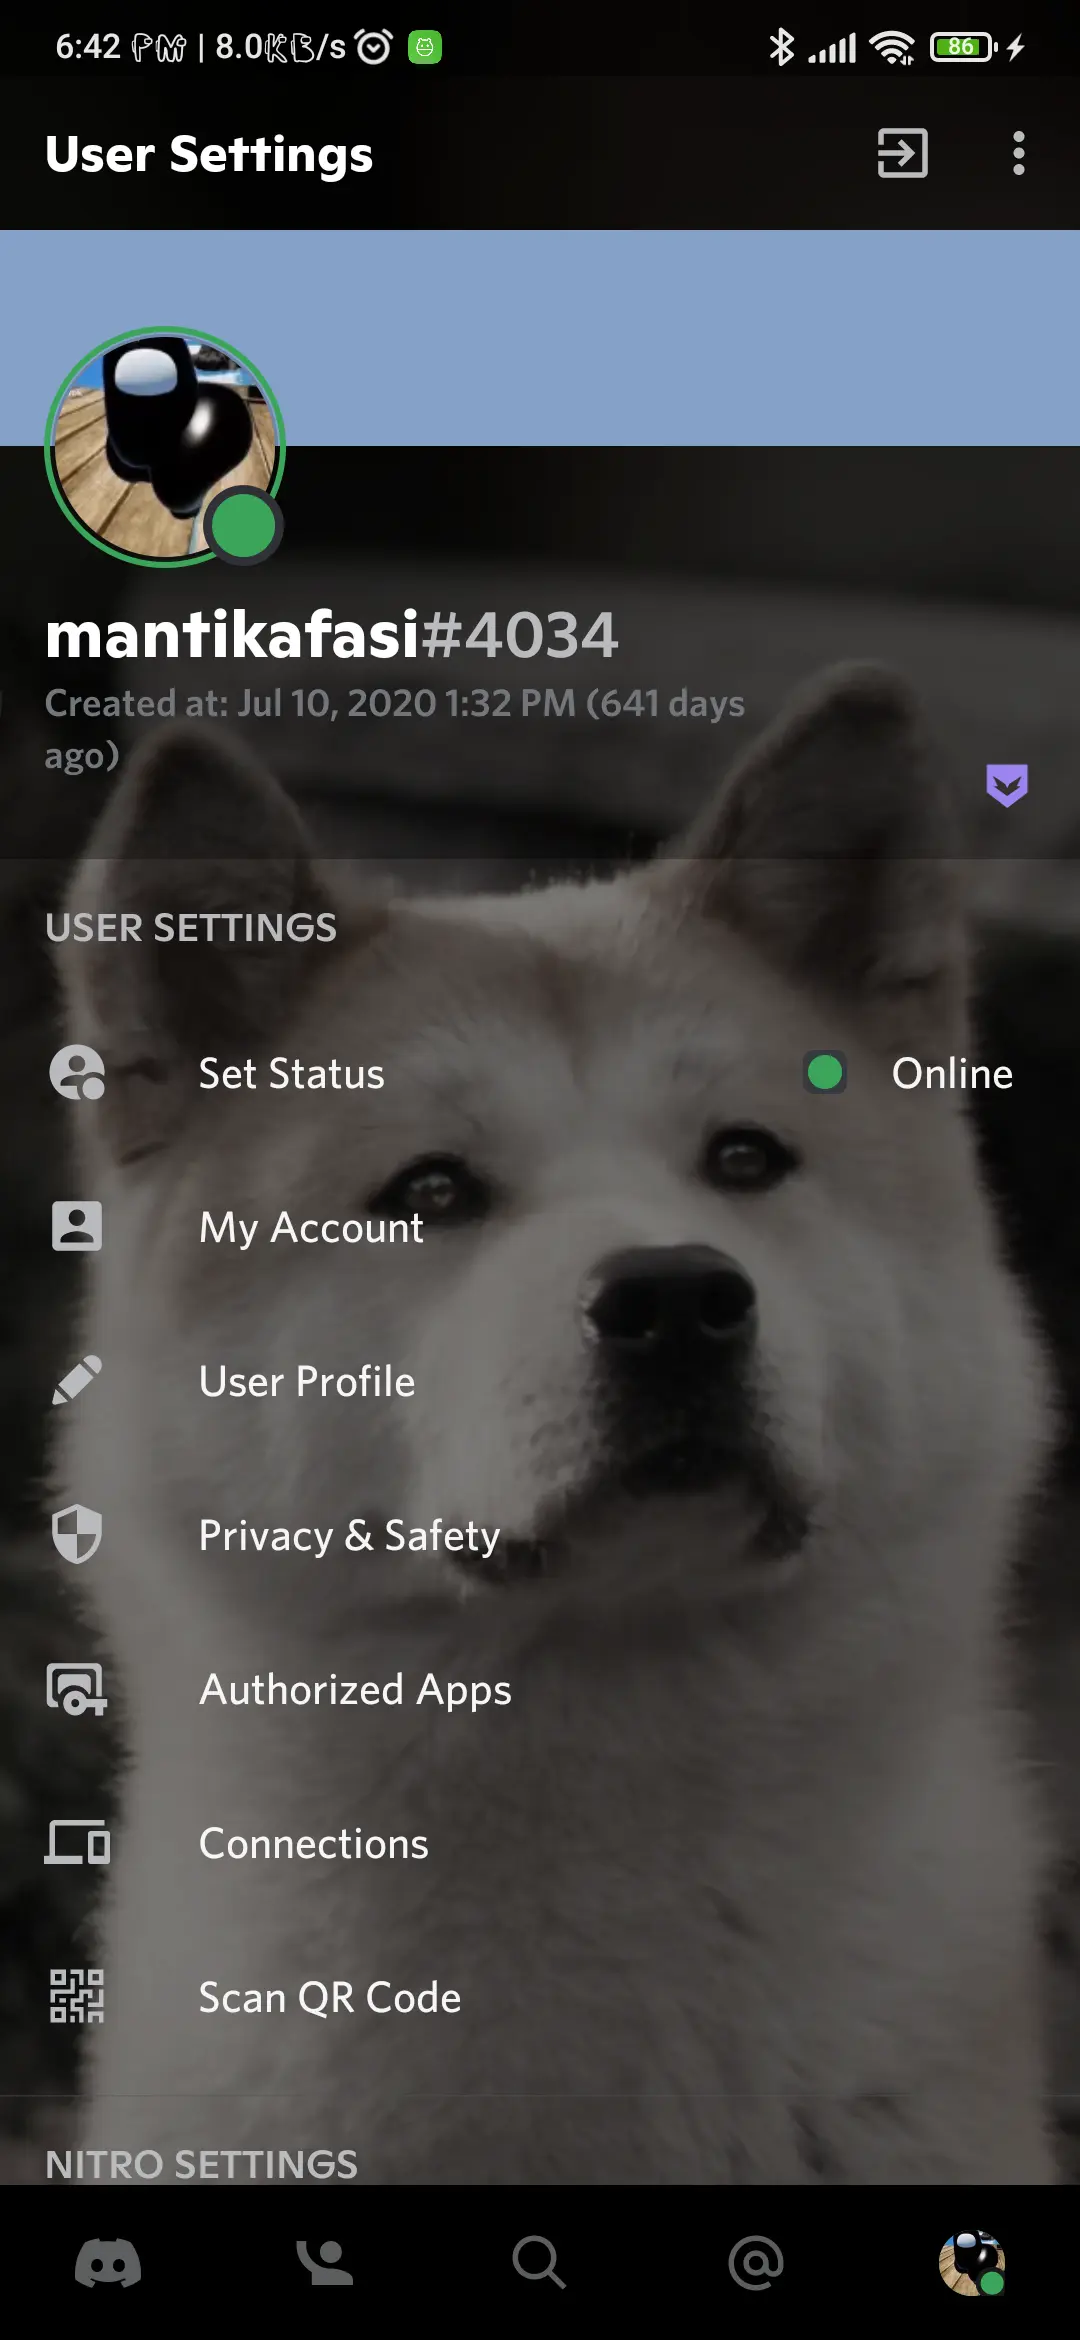 6:42 PM | 8.0KB/s
86
User Settings
mantikafasi#4034
Created at: Jul 10, 2020 1:32 PM (641 days
ago)
USER SETTINGS
Set Status
Online
My Account
User Profile
Privacy & Safety
Authorized Apps
Connections
Scan QR Code
NITRO SETTINGS